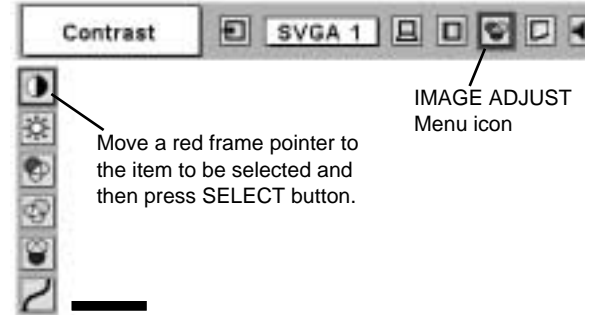 Contrast
SVGA 1
IMAGE ADJUST
Menu icon
Move a red frame pointer to
the item to be selected and
then press SELECT button.